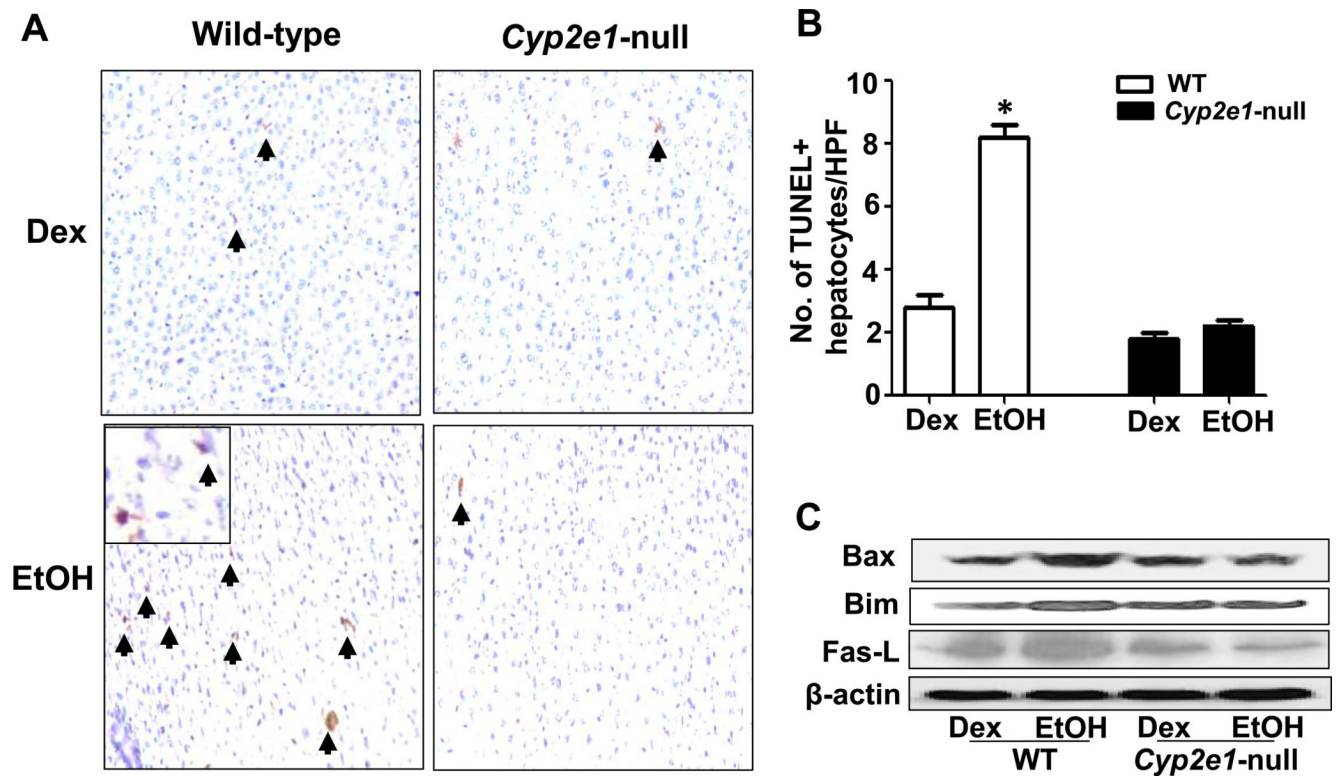 A
Wild-type
Cyp2e1-null
Dex
EtOH
B
No. of TUNEL+
hepatocytes/HPF
10
8
6
4
2
0
*
WT
Cyp2e1-null
Dex
EtOH
Dex
EtOH
C
Bax
Bim
Fas-L
β-actin
Dex
EtOH
Dex
EtOH
WT
Cyp2e1-null